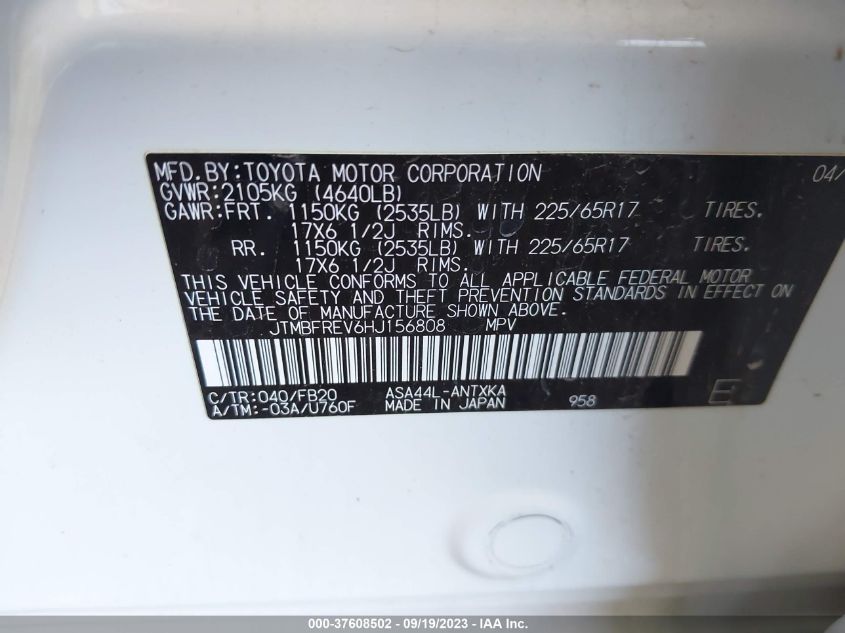 MFD. BY: TOYOTA MOTOR CORPORATION 04/
GVWR: 2105KG (4640LB)
GAWR: FRT. 1150KG (2535LB) WITH 225/65R17 TIRES.
17X6 1/2J RIMS.
RR. 1150KG (2535LB) WITH 225/65R17 TIRES.
17X6 1/2J RIMS.
THIS VEHICLE CONFORMS TO ALL APPLICABLE FEDERAL MOTOR
VEHICLE SAFETY AND THEFT PREVENTION STANDARDS IN EFFECT ON
THE DATE OF MANUFACTURE SHOWN ABOVE.
JTMBFREV6HJ156808 MPV
C/TR: 040/FB20 ASA44L-ANTXKA
A/TM: -03A/U760F MADE IN JAPAN 958 E
000-37608502 - 09/19/2023 - IAA Inc.